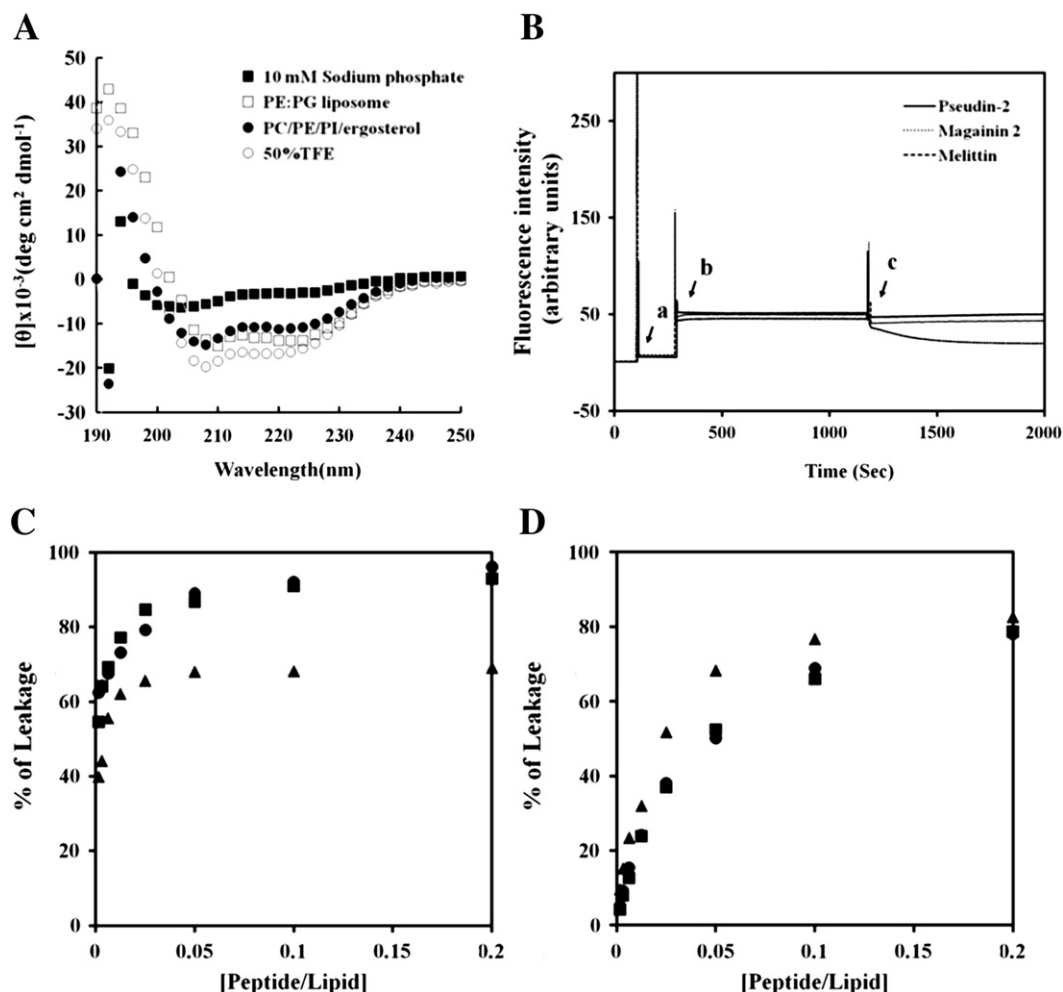 A
50
40
30
20
10
0
-10
-20
-30
[θ]x10⁻³(deg cm² dmol⁻¹)
10 mM Sodium phosphate
PE:PG liposome
PC/PE/PI/ergosterol
50%TFE
190 200 210 220 230 240 250
Wavelength(nm)
B
250
150
50
-50
Fluorescence intensity
(arbitrary units)
Pseudin-2
Magainin 2
Melittin
a
b
c
0 500 1000 1500 2000
Time (Sec)
C
100
80
60
40
20
0
% of Leakage
0 0.05 0.1 0.15 0.2
[Peptide/Lipid]
D
100
80
60
40
20
0
% of Leakage
0 0.05 0.1 0.15 0.2
[Peptide/Lipid]